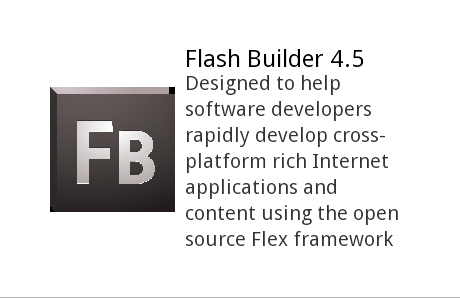 Flash Builder 4.5
Designed to help
software developers
rapidly develop cross-
platform rich Internet
applications and
content using the open
source Flex framework
FB